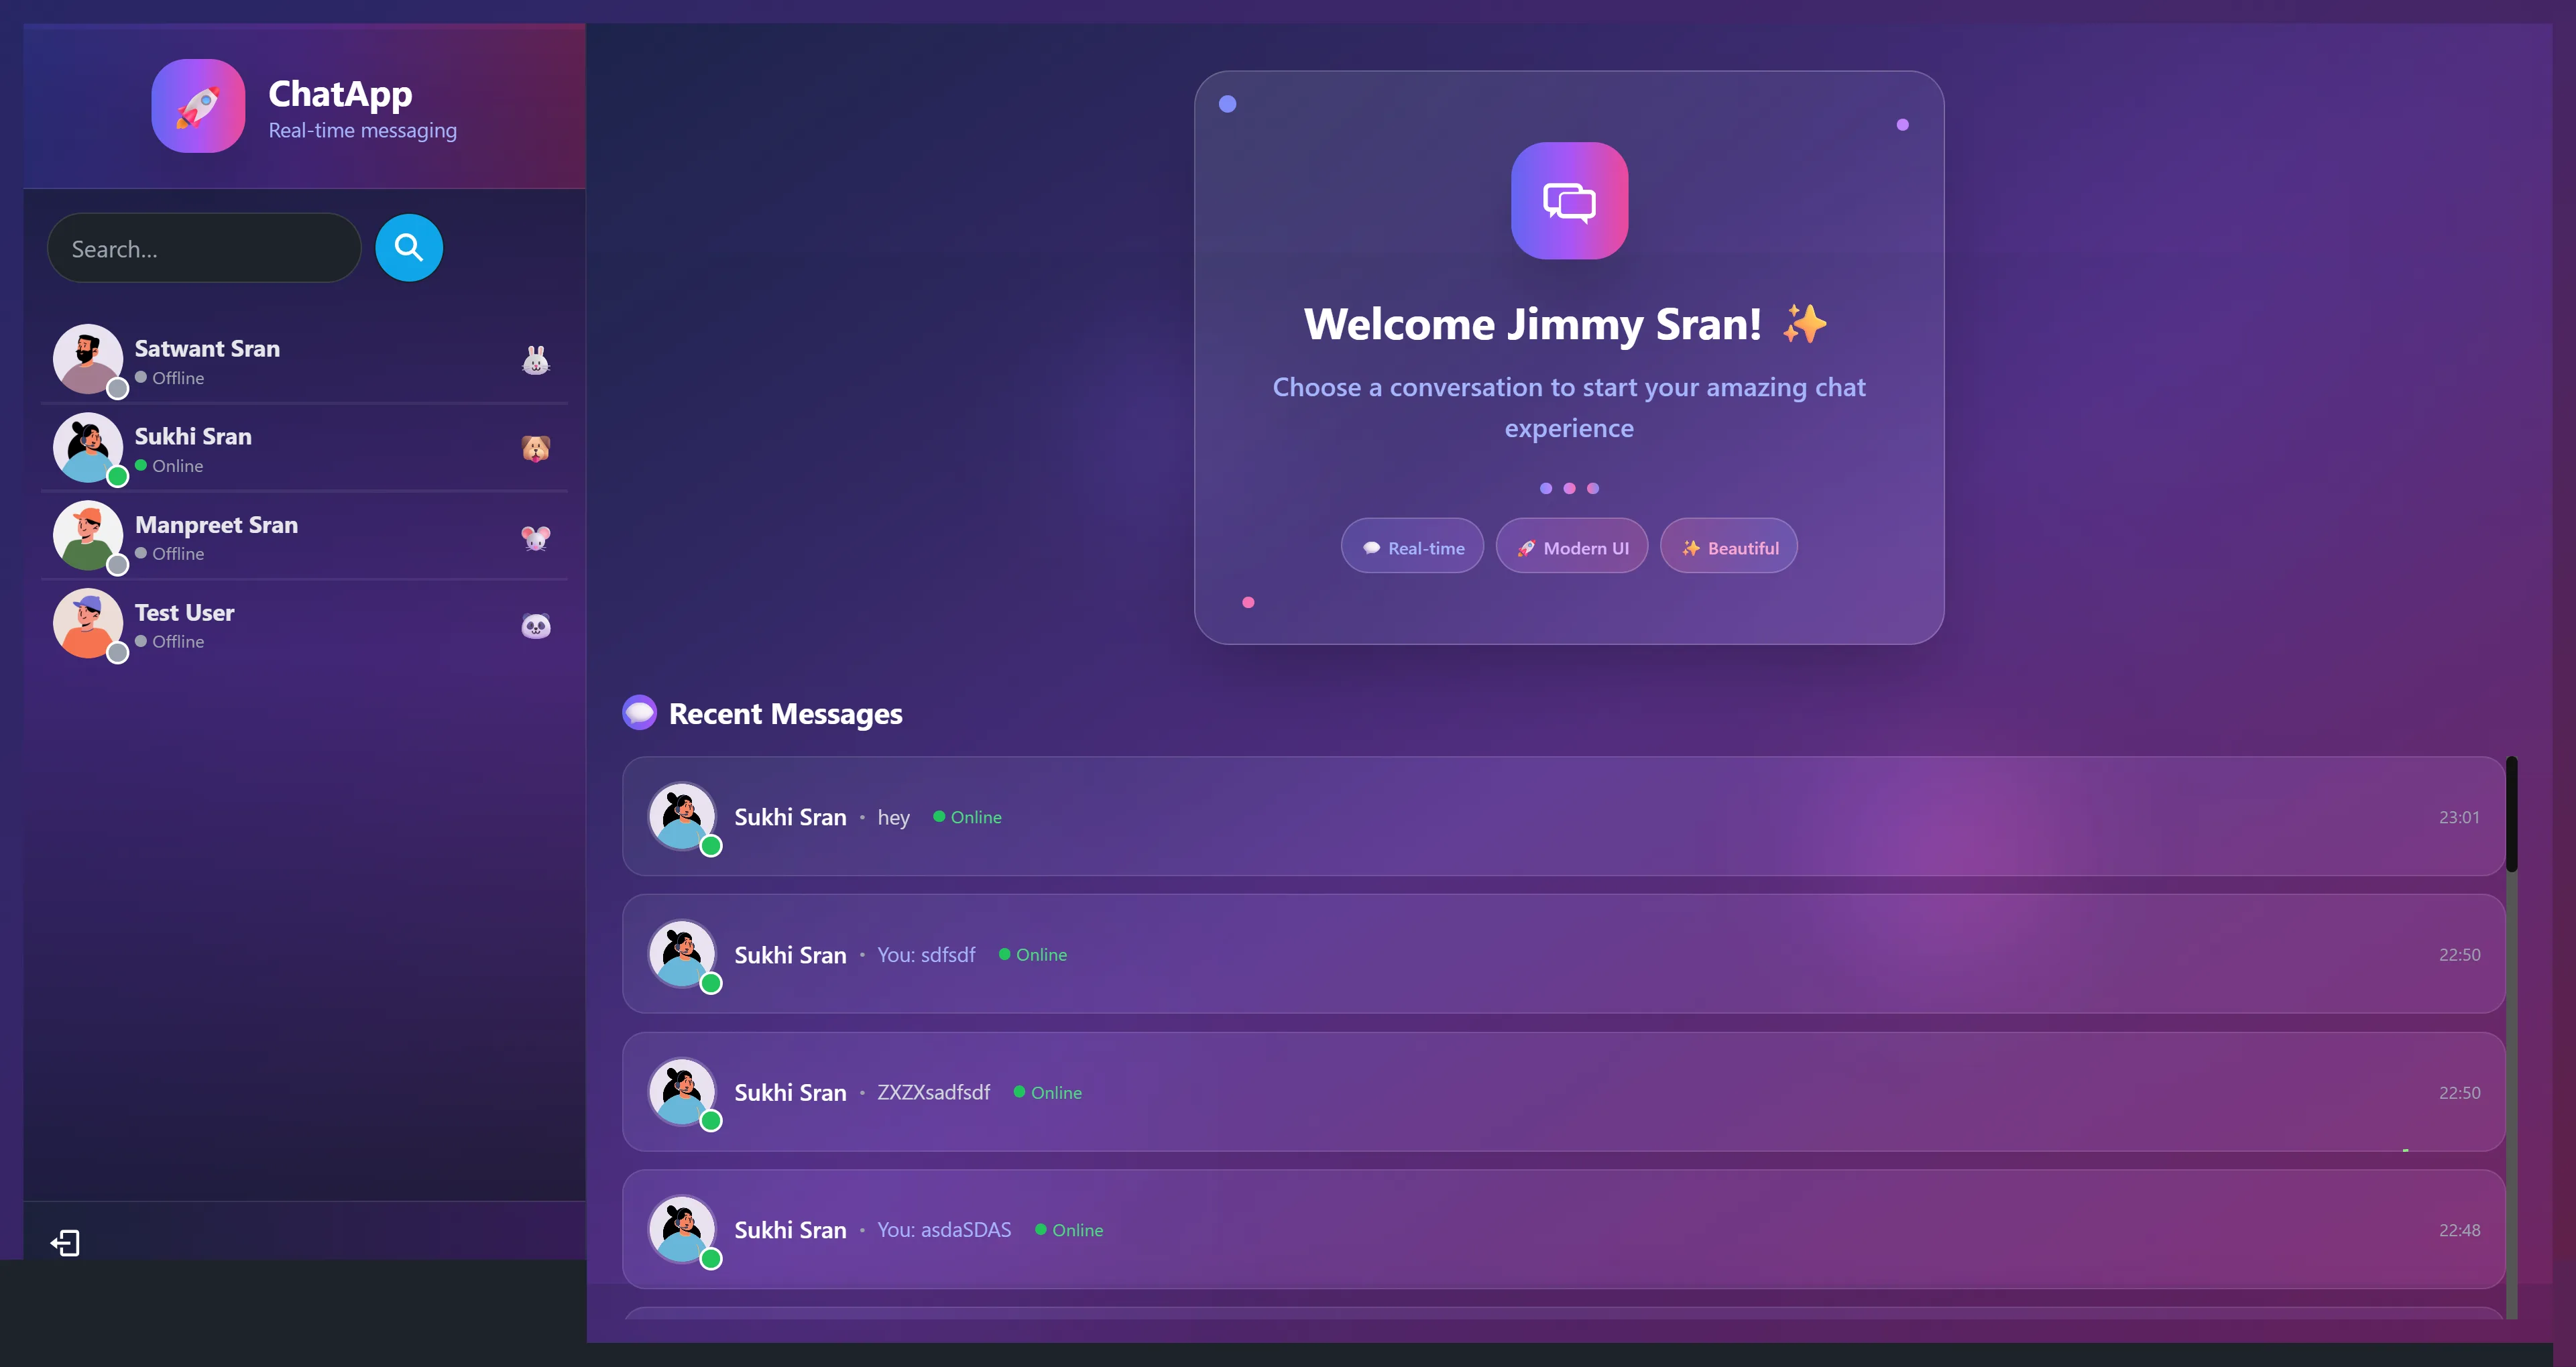 ChatApp
Real-time messaging
Search...
Satwant Sran
Offline
Sukhi Sran
Online
Manpreet Sran
Offline
Test User
Offline
Welcome Jimmy Sran! ✨
Choose a conversation to start your amazing chat
experience
💬 Real-time 🚀 Modern UI ✨ Beautiful
Recent Messages
Sukhi Sran • hey Online 23:01
Sukhi Sran • You: sdfsdf Online 22:50
Sukhi Sran • ZXZXsadfsdf Online 22:50
Sukhi Sran • You: asdaSDAS Online 22:48